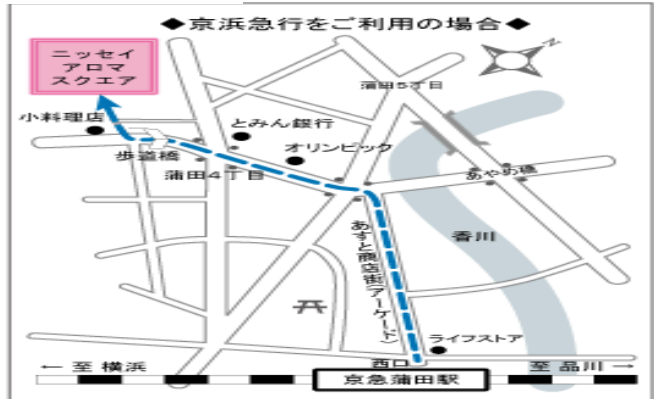 ◆京浜急行をご利用の場合◆
ニッセイ
アロマ
スクエア
N
蒲田5丁目
小料理店
とみん銀行
オリンピック
歩道橋
蒲田4丁目
あやめ橋
香川
あすと商店街(アーケード)
ライフストア
西口
← 至 横浜
至 品川 →
京急蒲田駅